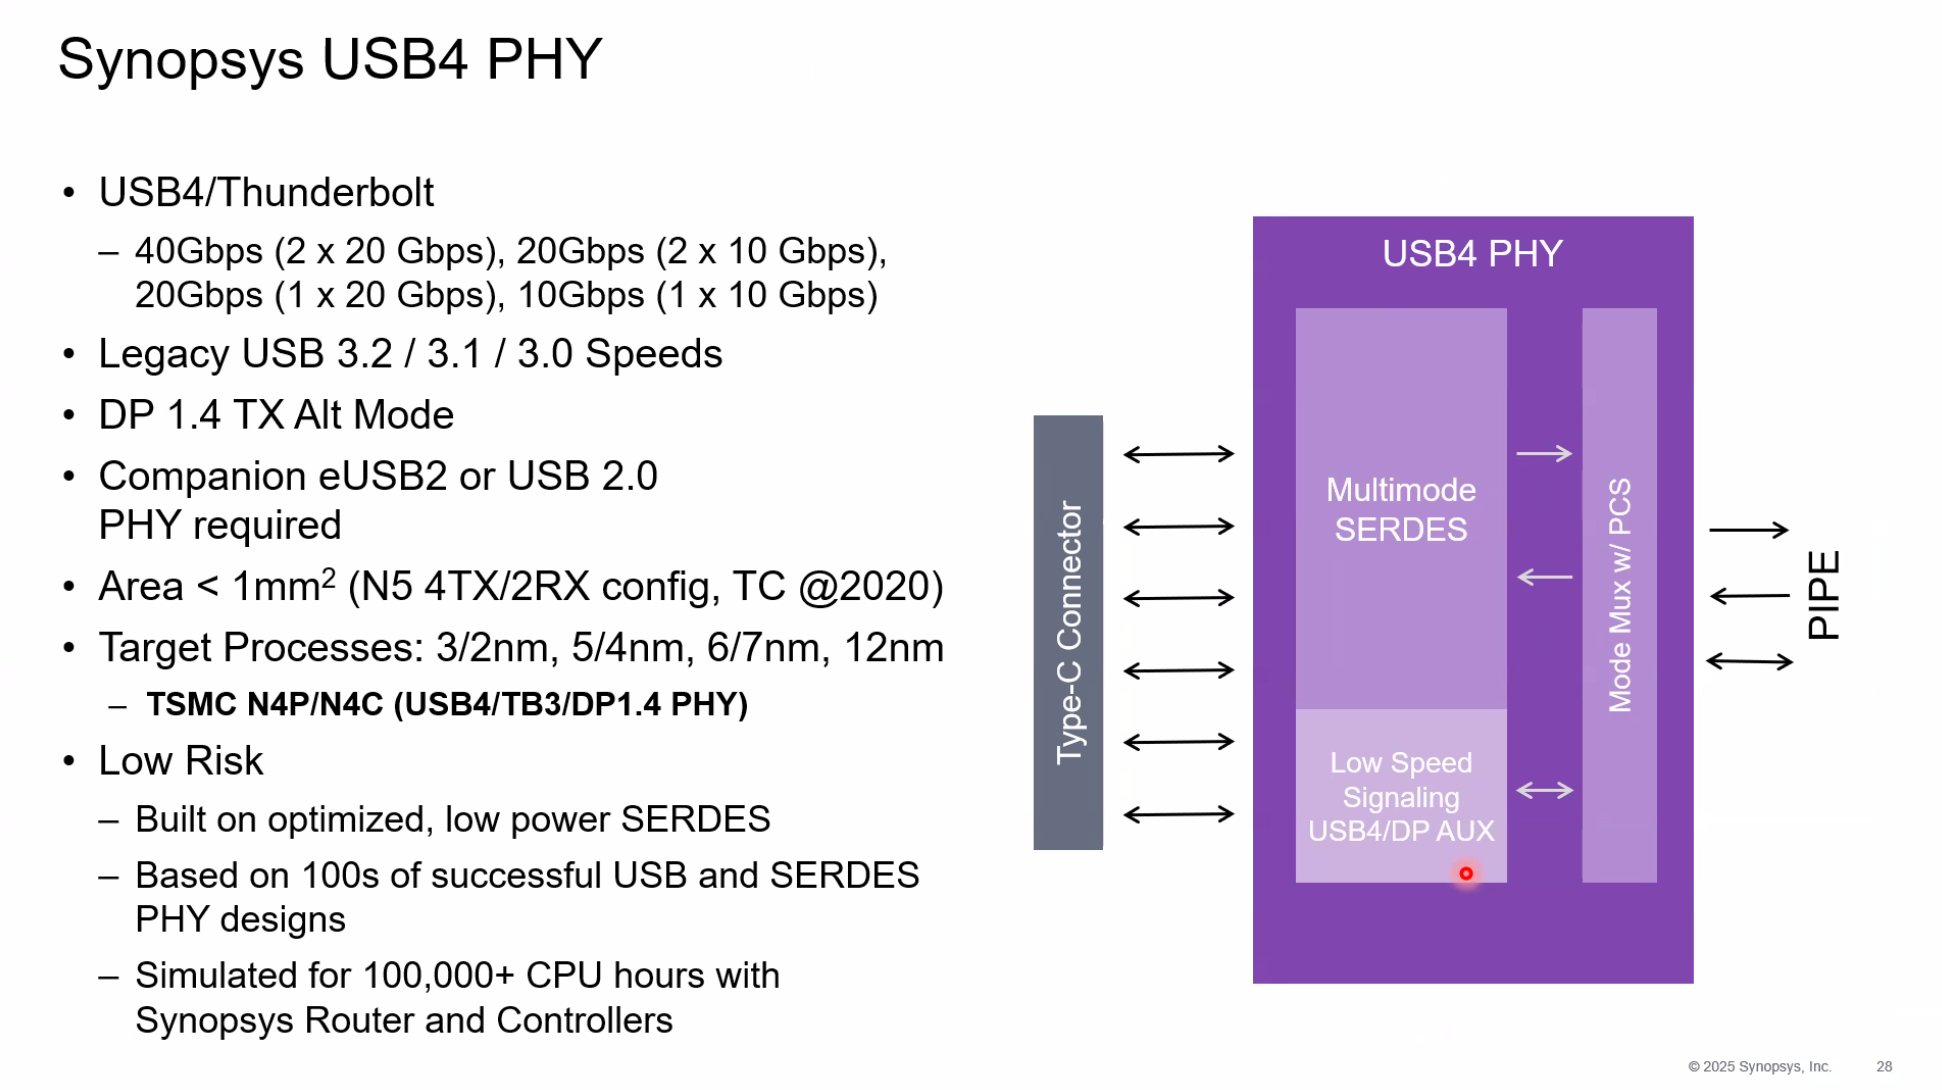 Synopsys USB4 PHY
• USB4/Thunderbolt
– 40Gbps (2 x 20 Gbps), 20Gbps (2 x 10 Gbps),
20Gbps (1 x 20 Gbps), 10Gbps (1 x 10 Gbps)
• Legacy USB 3.2 / 3.1 / 3.0 Speeds
• DP 1.4 TX Alt Mode
• Companion eUSB2 or USB 2.0
PHY required
• Area < 1mm² (N5 4TX/2RX config, TC @2020)
• Target Processes: 3/2nm, 5/4nm, 6/7nm, 12nm
– TSMC N4P/N4C (USB4/TB3/DP1.4 PHY)
• Low Risk
– Built on optimized, low power SERDES
– Based on 100s of successful USB and SERDES
PHY designs
– Simulated for 100,000+ CPU hours with
Synopsys Router and Controllers
Type-C Connector
USB4 PHY
Multimode
SERDES
Low Speed
Signaling
USB4/DP AUX
Mode Mux w/ PCS
PIPE
© 2025 Synopsys, Inc.
28